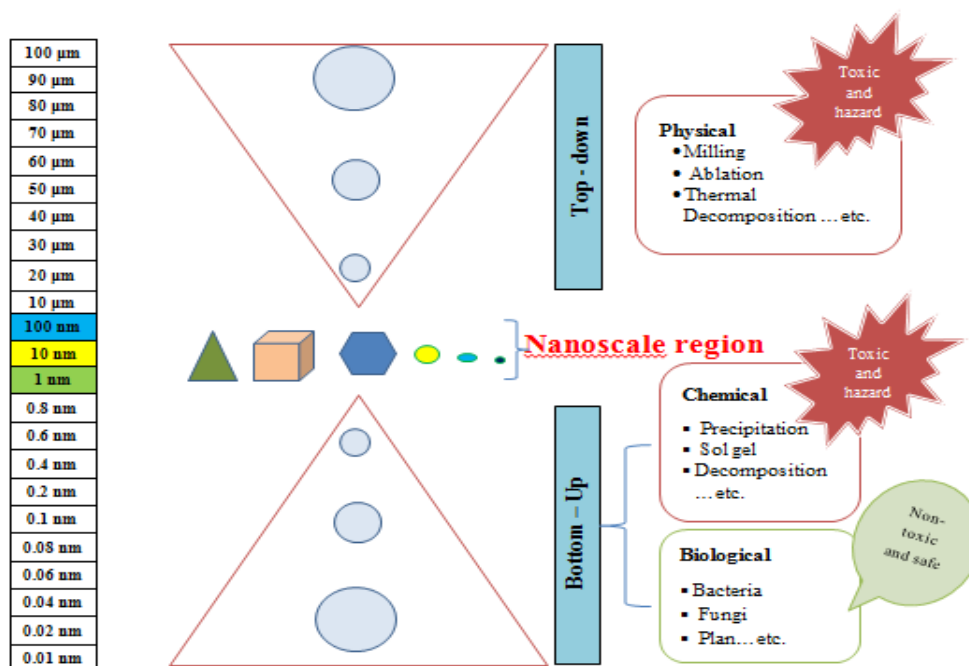 100 µm
90 µm
80 µm
70 µm
60 µm
50 µm
40 µm
30 µm
20 µm
10 µm
100 nm
10 nm
1 nm
0.8 nm
0.6 nm
0.4 nm
0.2 nm
0.1 nm
0.08 nm
0.06 nm
0.04 nm
0.02 nm
0.01 nm
Top - down
Toxic
and
hazard
Physical
•Milling
• Ablation
•Thermal
Decomposition ... etc.
Nanoscale region
Bottom – Up
Toxic
and
hazard
Chemical
▪ Precipitation
▪ Sol gel
▪ Decomposition
... etc.
Non-
toxic
and safe
Biological
▪ Bacteria
▪ Fungi
▪ Plan... etc.